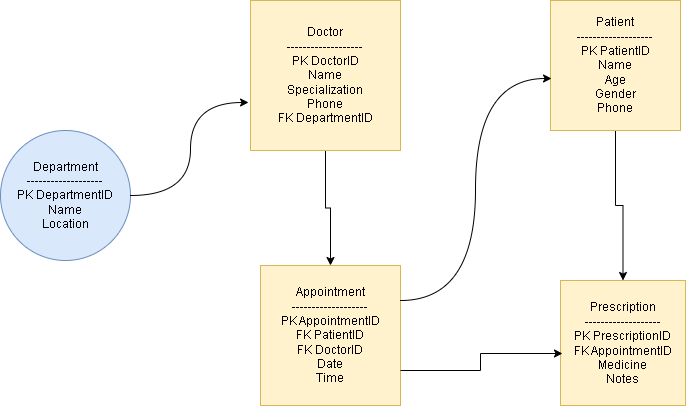 Doctor
-------------------
PK DoctorID
Name
Specialization
Phone
FK DepartmentID
Patient
-------------------
PK PatientID
Name
Age
Gender
Phone
Department
-------------------
PK DepartmentID
Name
Location
Appointment
-------------------
PK AppointmentID
FK PatientID
FK DoctorID
Date
Time
Prescription
-------------------
PK PrescriptionID
FK AppointmentID
Medicine
Notes